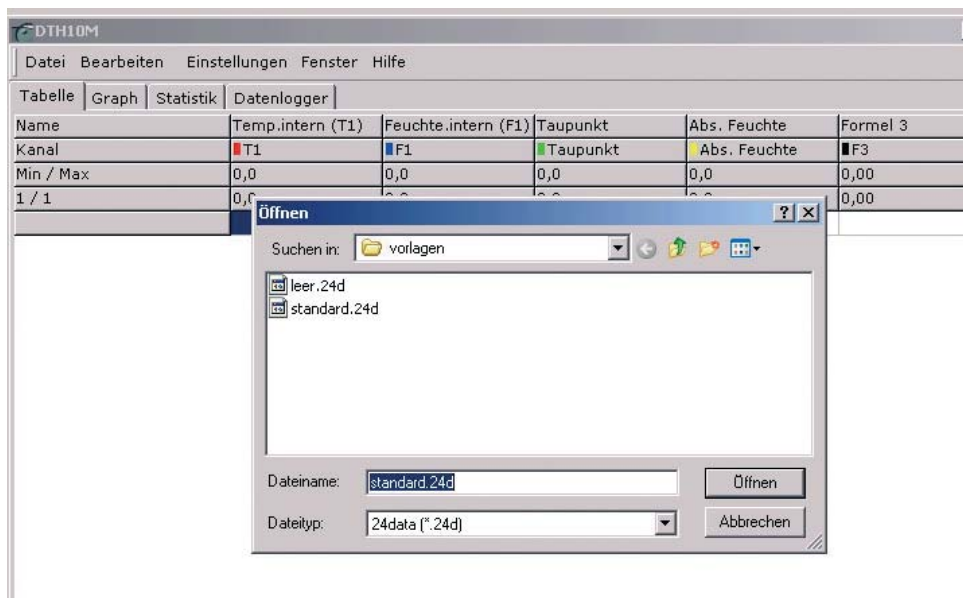 DTH10M
Datei Bearbeiten Einstellungen Fenster Hilfe
Tabelle Graph Statistik Datenlogger
Name Temp.intern (T1) Feuchte.intern (F1) Taupunkt Abs. Feuchte Formel 3
Kanal T1 F1 Taupunkt Abs. Feuchte F3
Min / Max 0,0 0,0 0,0 0,0 0,00
1 / 1 0,0 0,00
Öffnen
Suchen in: vorlagen
leer.24d
standard.24d
Dateiname: standard.24d Öffnen
Dateityp: 24data (*.24d) Abbrechen